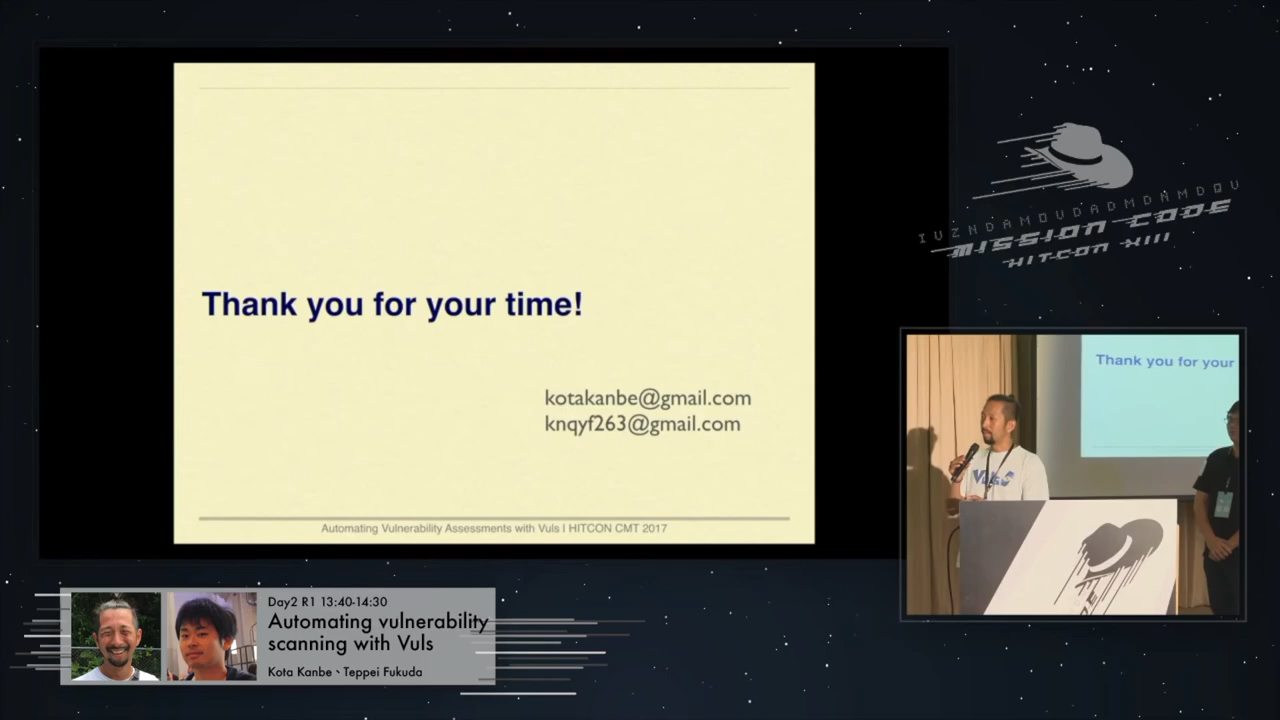 Thank you for your time!
kotakanbe@gmail.com
knqyf263@gmail.com
Automating Vulnerability Assessments with Vuls | HITCON CMT 2017
IVZNDAMOVDADMDNMDQV
MISSION CODE
HITCON XIII
Thank you for your
Vuls
Day2 R1 13:40-14:30
Automating vulnerability
scanning with Vuls
Kota Kanbe、Teppei Fukuda